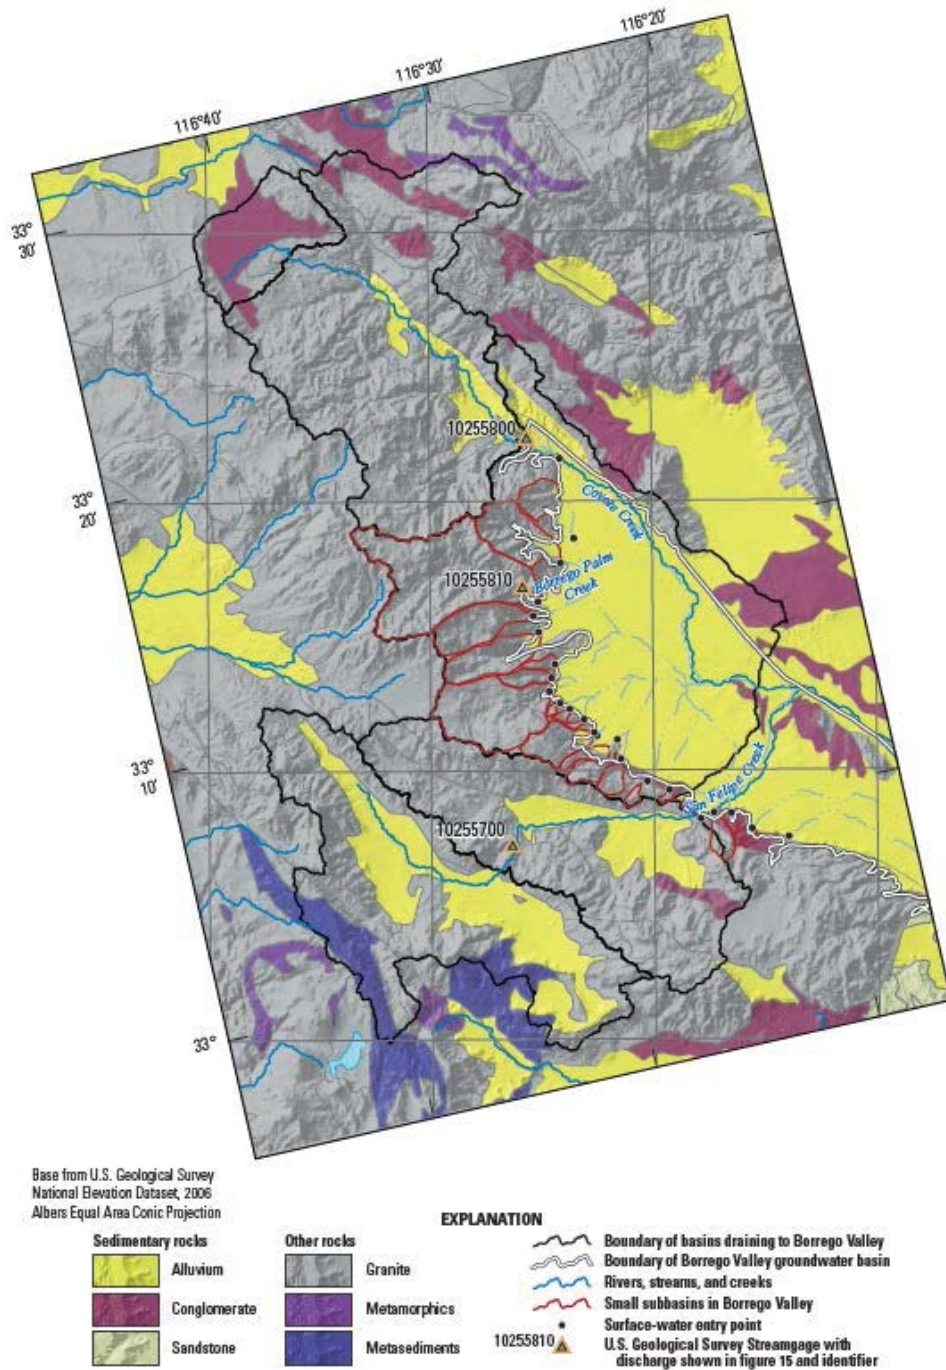 116°20'
116°30'
116°40'
33°
30'
10255800
33°
20'
Coyote Creek
10255810
Borrego Palm
Creek
33°
10'
San Felipe Creek
10255700
33°
Base from U.S. Geological Survey
National Elevation Dataset, 2006
Albers Equal Area Conic Projection
EXPLANATION
Sedimentary rocks
Alluvium
Conglomerate
Sandstone
Other rocks
Granite
Metamorphics
Metasediments
Boundary of basins draining to Borrego Valley
Boundary of Borrego Valley groundwater basin
Rivers, streams, and creeks
Small subbasins in Borrego Valley
Surface-water entry point
10255810
U.S. Geological Survey Streamgage with
discharge shown in figure 15 and identifier